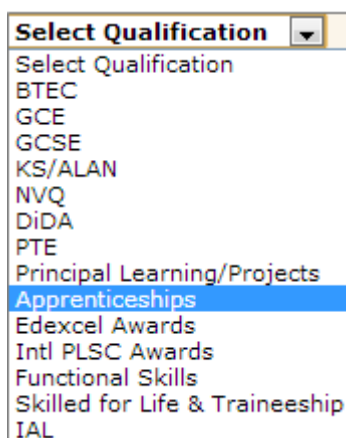 Select Qualification
Select Qualification
BTEC
GCE
GCSE
KS/ALAN
NVQ
DiDA
PTE
Principal Learning/Projects
Apprenticeships
Edexcel Awards
Intl PLSC Awards
Functional Skills
Skilled for Life & Traineeship
IAL